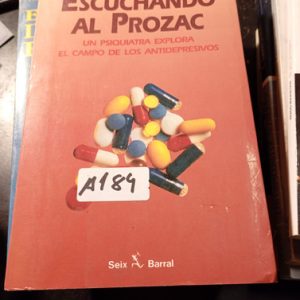 ESCUCHANDO
AL PROZAC
UN PSIQUIATRA EXPLORA
EL CAMPO DE LOS ANTIDEPRESIVOS
A184
Seix Barral